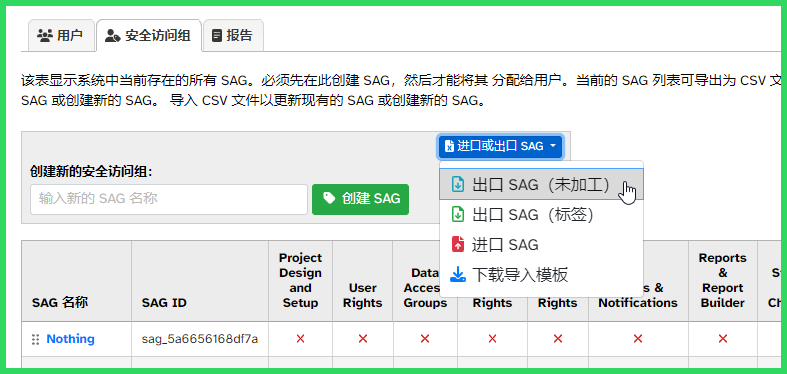 用户 安全访问组 报告
该表显示系统中当前存在的所有 SAG。必须先在此创建 SAG，然后才能将其 分配给用户。当前的 SAG 列表可导出为 CSV 文
SAG 或创建新的 SAG。 导入 CSV 文件以更新现有的 SAG 或创建新的 SAG。
进口或出口 SAG
创建新的安全访问组：
输入新的 SAG 名称 创建 SAG
出口 SAG（未加工）
出口 SAG（标签）
进口 SAG
下载导入模板
SAG 名称 SAG ID
Project
Design
and
Setup
User
Rights
Data
Access
Groups
Rights
Rights
& Notifications
Reports
&
Report
Builder
Nothing sag_5a6656168df7a